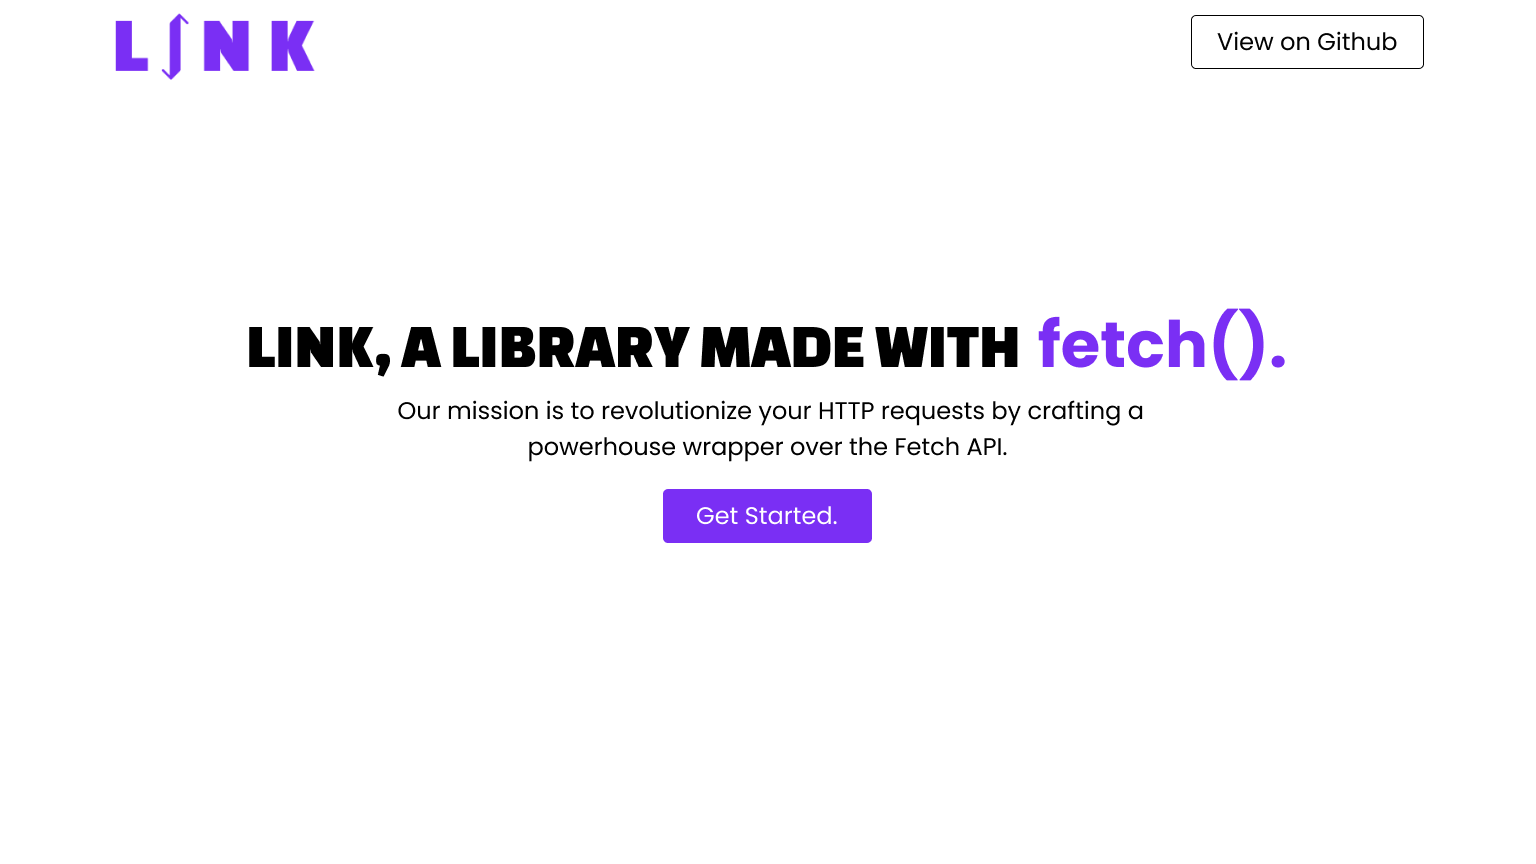 LINK
View on Github
LINK, A LIBRARY MADE WITH fetch().
Our mission is to revolutionize your HTTP requests by crafting a
powerhouse wrapper over the Fetch API.
Get Started.